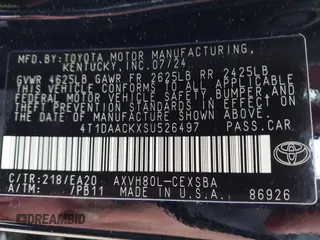 MFD.BY:TOYOTA MOTOR MANUFACTURING,
KENTUCKY,INC.07/24
GVWR 4625LB GAWR FR 2625LB RR 2425LB
THIS VEHICLE CONFORMS TO ALL APPLICABLE
FEDERAL MOTOR VEHICLE SAFETY, AND
THEFT PREVENTION STANDARDS IN EFFECT ON
THE DATE OF MANUFACTURE SHOWN ABOVE.
4T1DAACKXSU526497 PASS.CAR
C/TR:218/EA20 AXVH80L-CEXSBA
A/TM: /PB11 MADE IN U.S.A. 86926
TOYOTA
DREAMBID